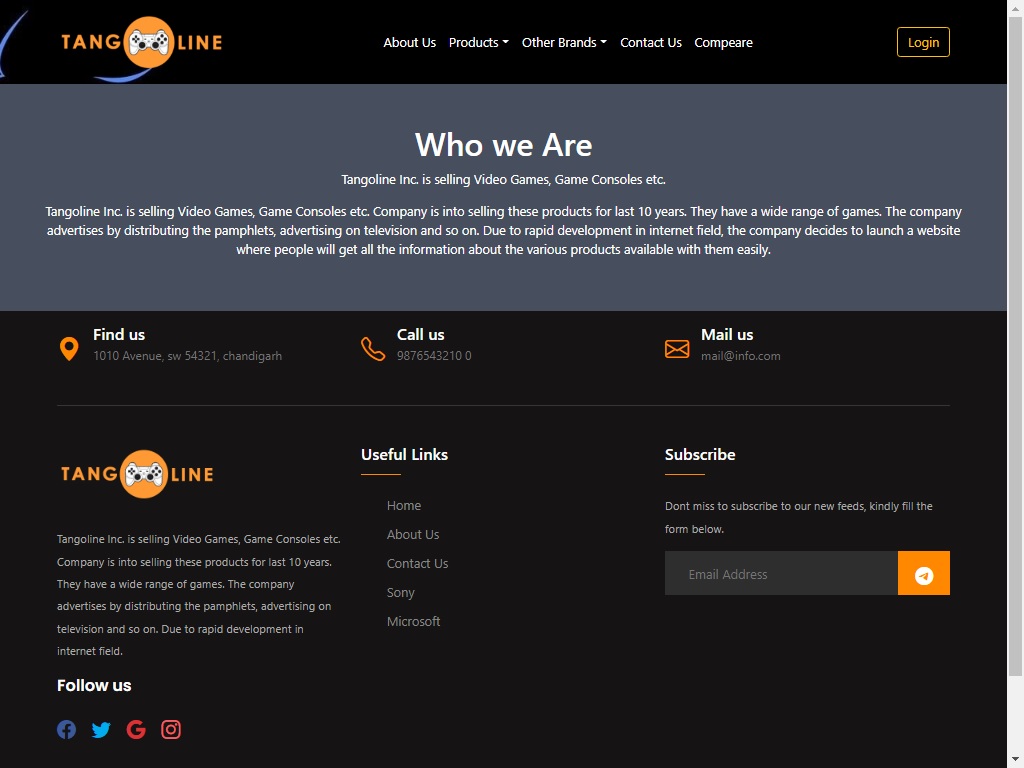 TANGOLINE
About Us Products Other Brands Contact Us Compeare
Login
Who we Are
Tangoline Inc. is selling Video Games, Game Consoles etc.
Tangoline Inc. is selling Video Games, Game Consoles etc. Company is into selling these products for last 10 years. They have a wide range of games. The company
advertises by distributing the pamphlets, advertising on television and so on. Due to rapid development in internet field, the company decides to launch a website
where people will get all the information about the various products available with them easily.
Find us
1010 Avenue, sw 54321, chandigarh
Call us
9876543210 0
Mail us
mail@info.com
TANGOLINE
Tangoline Inc. is selling Video Games, Game Consoles etc.
Company is into selling these products for last 10 years.
They have a wide range of games. The company
advertises by distributing the pamphlets, advertising on
television and so on. Due to rapid development in
internet field.
Follow us
Useful Links
Home
About Us
Contact Us
Sony
Microsoft
Subscribe
Dont miss to subscribe to our new feeds, kindly fill the
form below.
Email Address